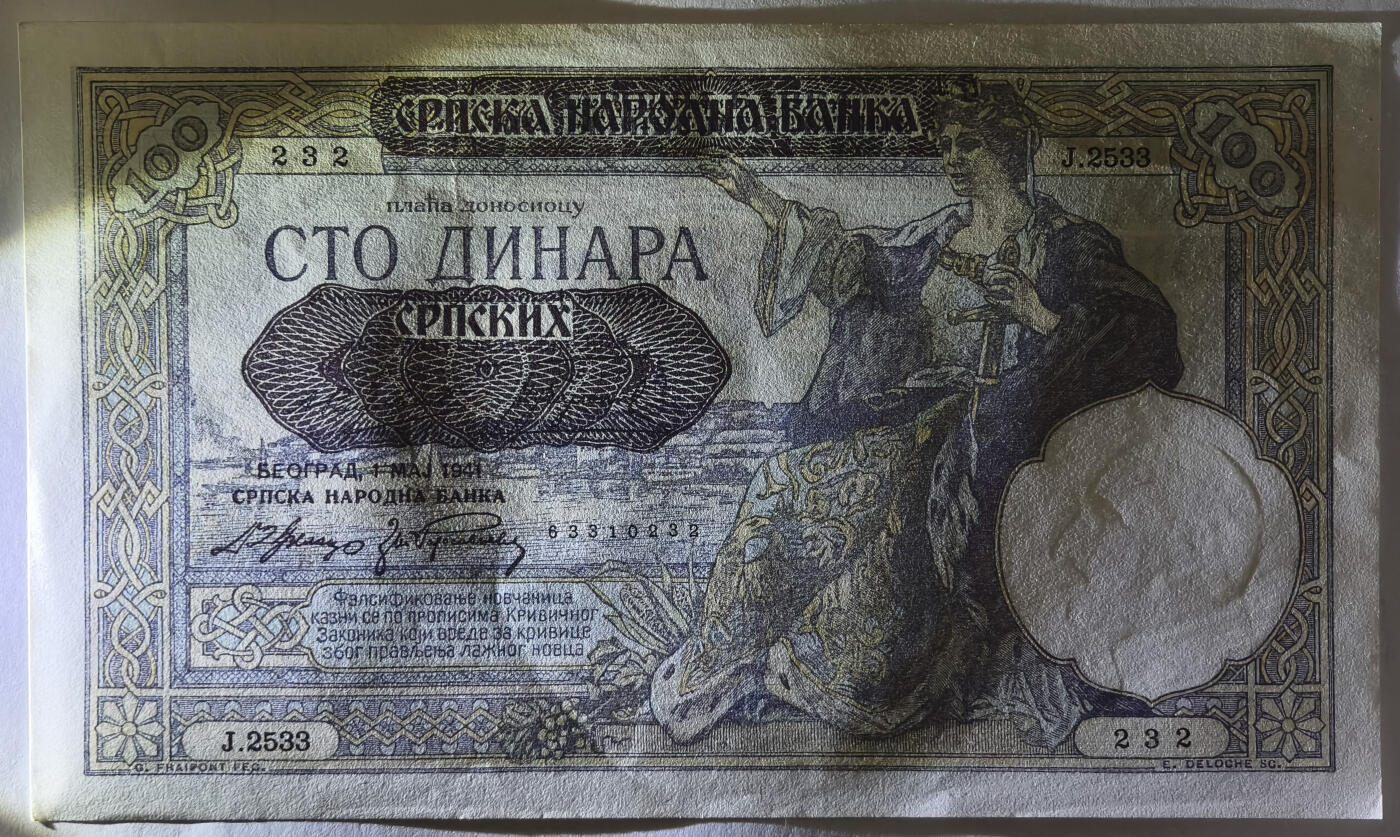 100
СРПСКА НАРОДНА БАНКА
100
232
Ј.2533
плаћа доносиоцу
СТО ДИНАРА
СРПСКИХ
БЕОГРАД, 1 МАЈ 1941
СРПСКА НАРОДНА БАНКА
63310232
Фалсификовање новчаница
казни се по прописима Кривичног
Законика који вреде за кривице
због прављења лажног новца
Ј.2533
232
G. FRAIPONT FEC.
E. DELOCHE SC.